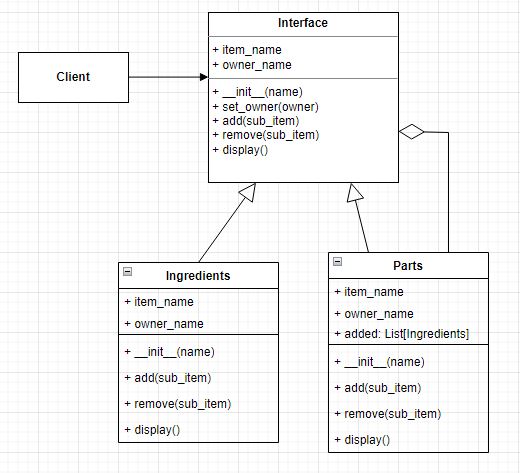 Interface
+ item_name
+ owner_name
+ __init__(name)
+ set_owner(owner)
+ add(sub_item)
+ remove(sub_item)
+ display()
Client
Ingredients
+ item_name
+ owner_name
+ __init__(name)
+ add(sub_item)
+ remove(sub_item)
+ display()
Parts
+ item_name
+ owner_name
+ added: List[Ingredients]
+ __init__(name)
+ add(sub_item)
+ remove(sub_item)
+ display()